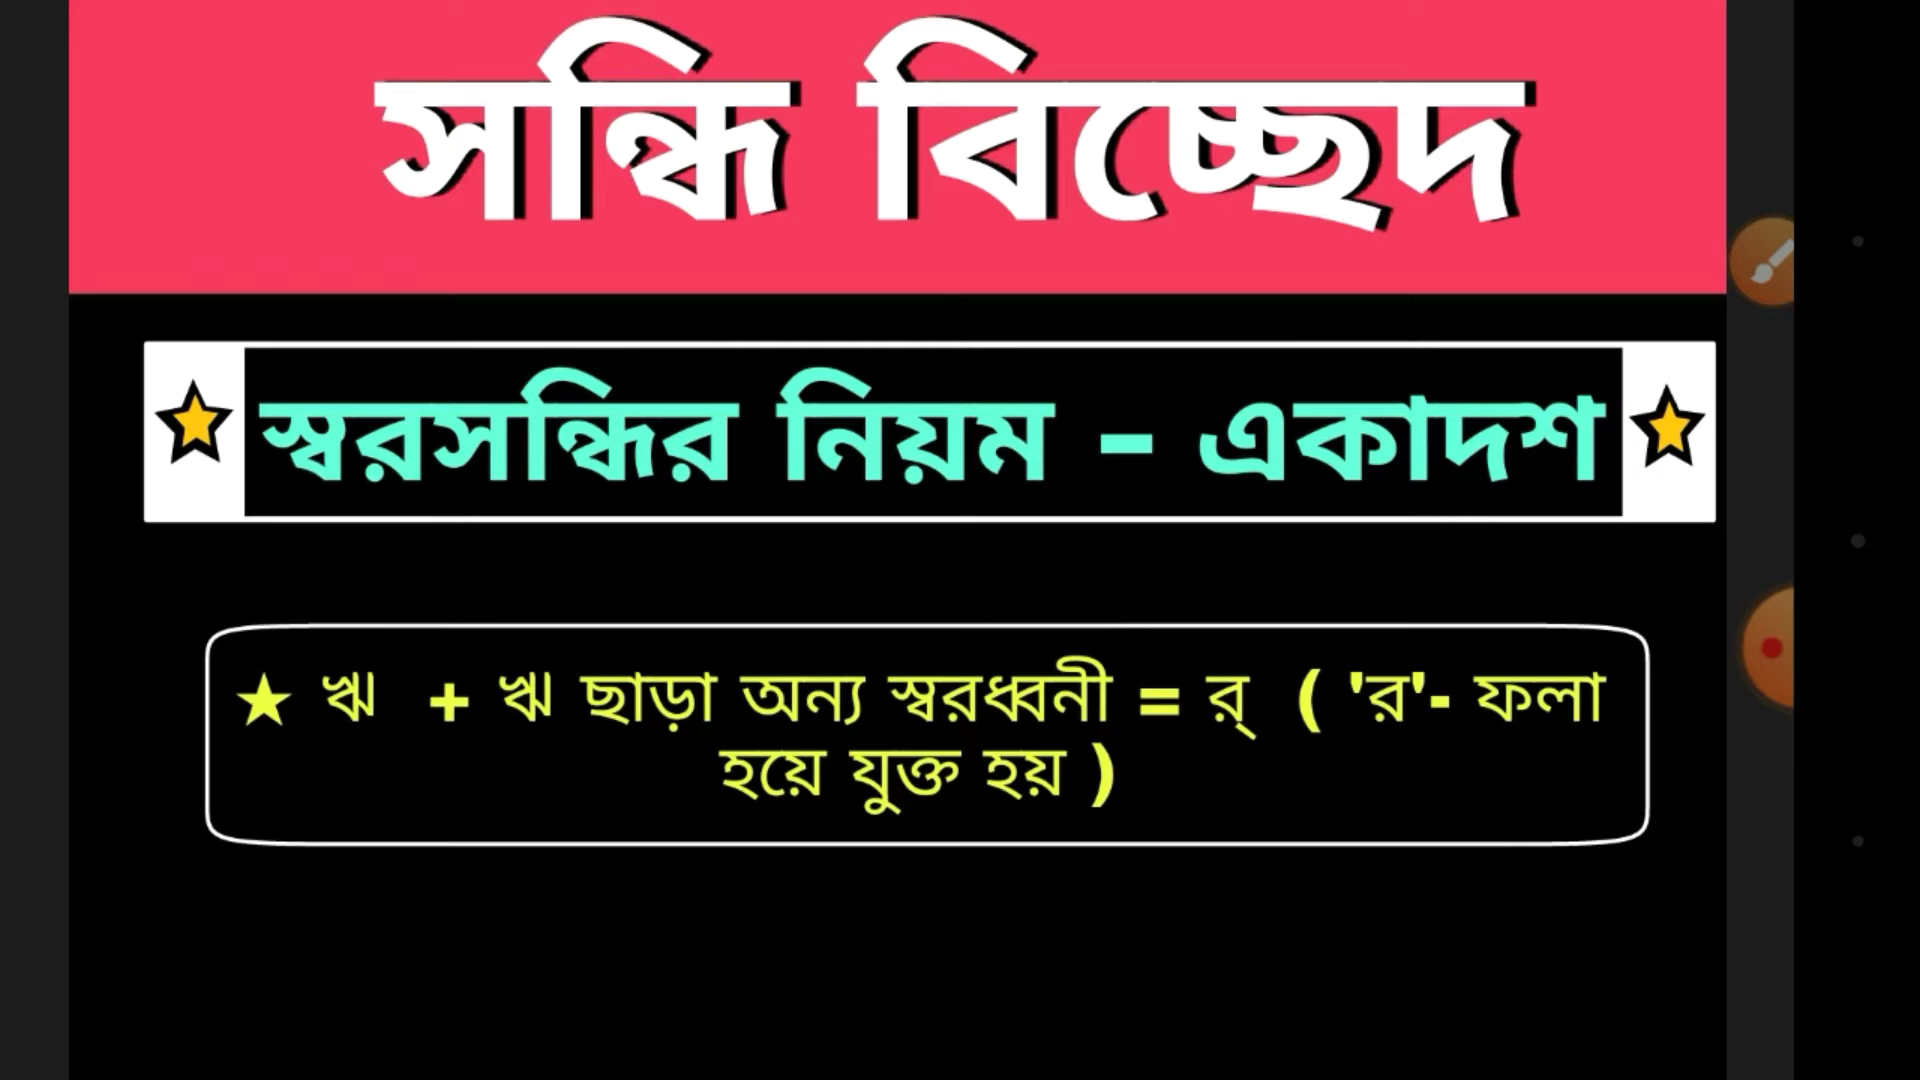 সন্ধি বিচ্ছেদ
স্বরসন্ধির নিয়ম - একাদশ
★ ঋ + ঋ ছাড়া অন্য স্বরধ্বনী = র্ ( 'র'- ফলা
হয়ে যুক্ত হয় )